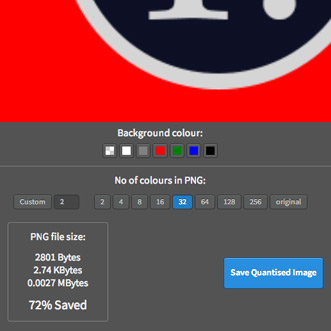 Background colour:
No of colours in PNG:
Custom 2 2 4 8 16 32 64 128 256 original
PNG file size:
2801 Bytes
2.74 KBytes
0.0027 MBytes
72% Saved
Save Quantised Image